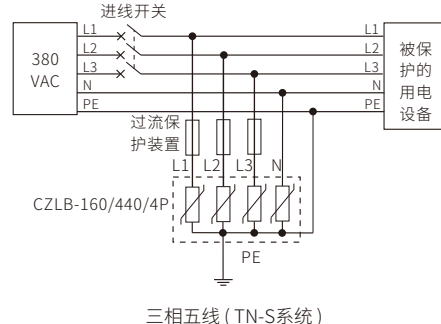 进线开关
380
VAC
L1
L2
L3
N
PE
L1
L2
L3
N
PE
被保
护的
用电
设备
过流保
护装置
L1 L2 L3 N
CZLB-160/440/4P
PE
三相五线 ( TN-S系统 )